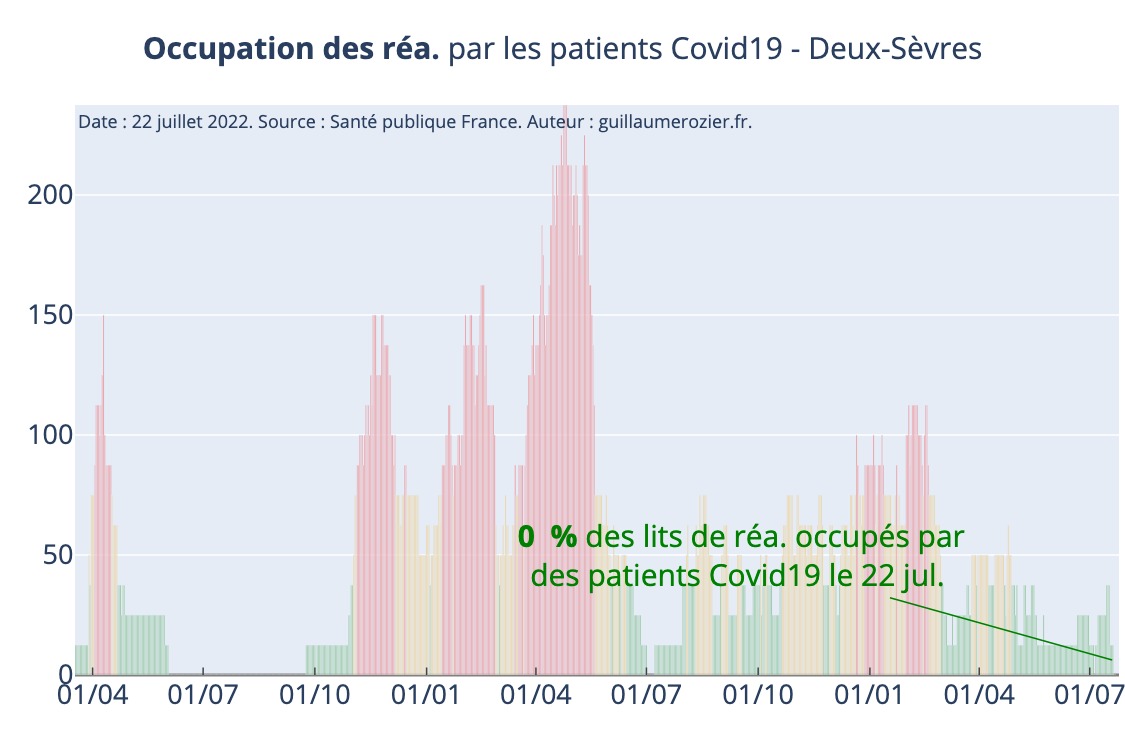 Occupation des réa. par les patients Covid19 - Deux-Sèvres
Date : 22 juillet 2022. Source : Santé publique France. Auteur : guillaumerozier.fr.
200
150
100
50
0
0 % des lits de réa. occupés par
des patients Covid19 le 22 jul.
01/04 01/07 01/10 01/01 01/04 01/07 01/10 01/01 01/04 01/07